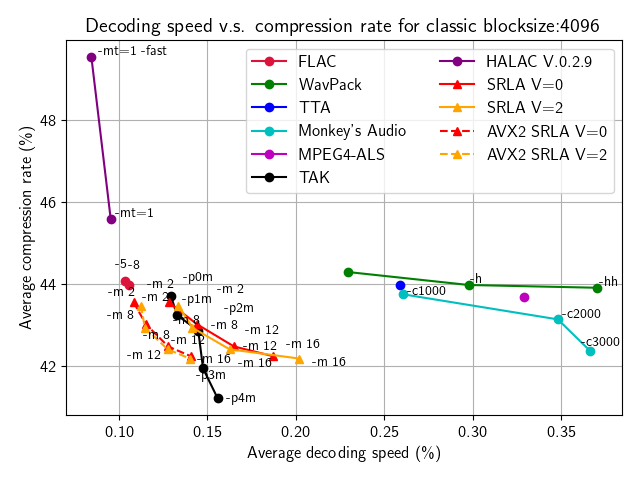 Decoding speed v.s. compression rate for classic blocksize:4096
Average compression rate (%)
48
46
44
42
0.10
0.15
0.20
0.25
0.30
0.35
Average decoding speed (%)
FLAC
WavPack
TTA
Monkey's Audio
MPEG4-ALS
TAK
HALAC V.0.2.9
SRLA V=0
SRLA V=2
AVX2 SRLA V=0
AVX2 SRLA V=2
-mt=1 -fast
-mt=1
-5
-8
-h
-hh
-c1000
-c2000
-c3000
-p0m
-p1m
-p2m
-p3m
-p4m
-m 2
-m 2
-m 2
-m 2
-m 8
-m 8
-m 8
-m 8
-m 12
-m 12
-m 12
-m 12
-m 16
-m 16
-m 16
-m 16